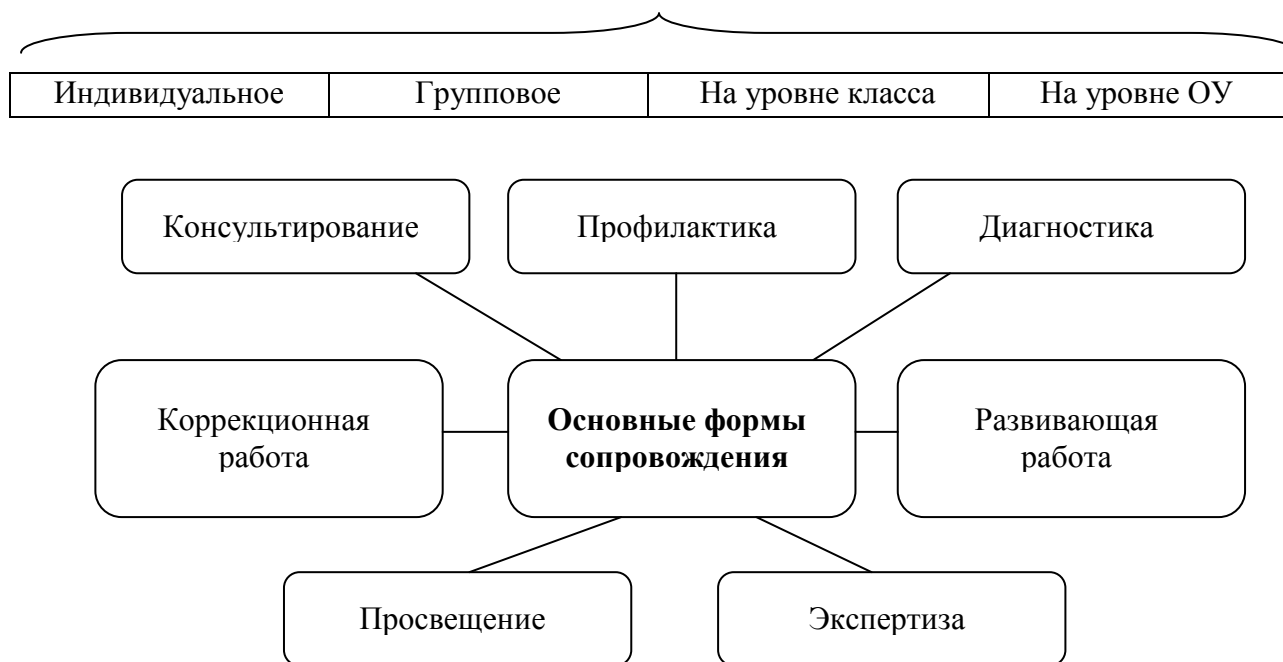 Индивидуальное Групповое На уровне класса На уровне ОУ
Консультирование Профилактика Диагностика
Коррекционная
работа
Основные формы
сопровождения
Развивающая
работа
Просвещение Экспертиза